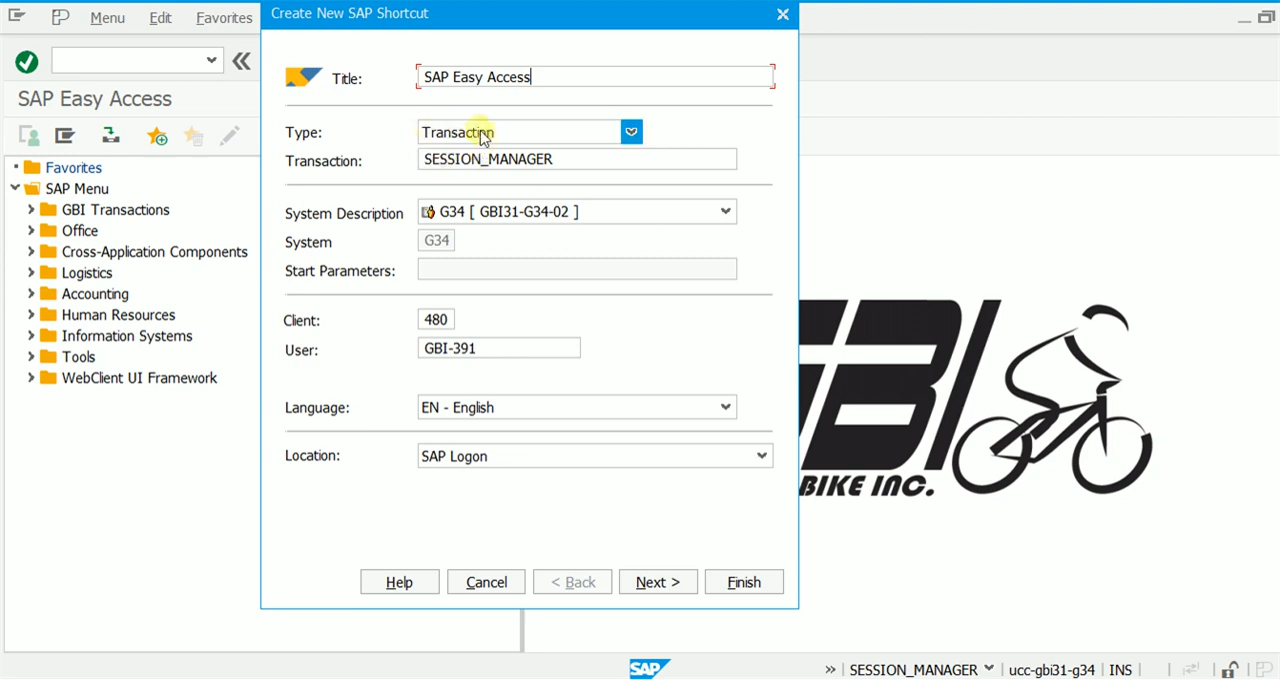 Menu Edit Favorites
SAP Easy Access
Favorites
SAP Menu
GBI Transactions
Office
Cross-Application Components
Logistics
Accounting
Human Resources
Information Systems
Tools
WebClient UI Framework
Create New SAP Shortcut
Title: SAP Easy Access
Type: Transaction
Transaction: SESSION_MANAGER
System Description G34 [ GBI31-G34-02 ]
System G34
Start Parameters:
Client: 480
User: GBI-391
Language: EN - English
Location: SAP Logon
Help Cancel < Back Next > Finish
GBI
BIKE INC.
SAP
SESSION_MANAGER ucc-gbi31-g34 INS